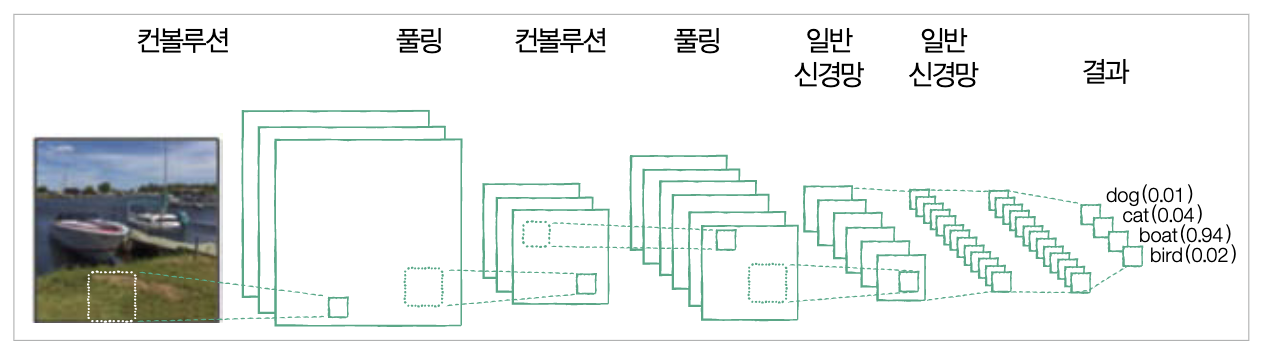 컨볼루션
풀링
컨볼루션
풀링
일반
신경망
일반
신경망
결과
dog(0.01)
cat(0.04)
boat(0.94)
bird(0.02)